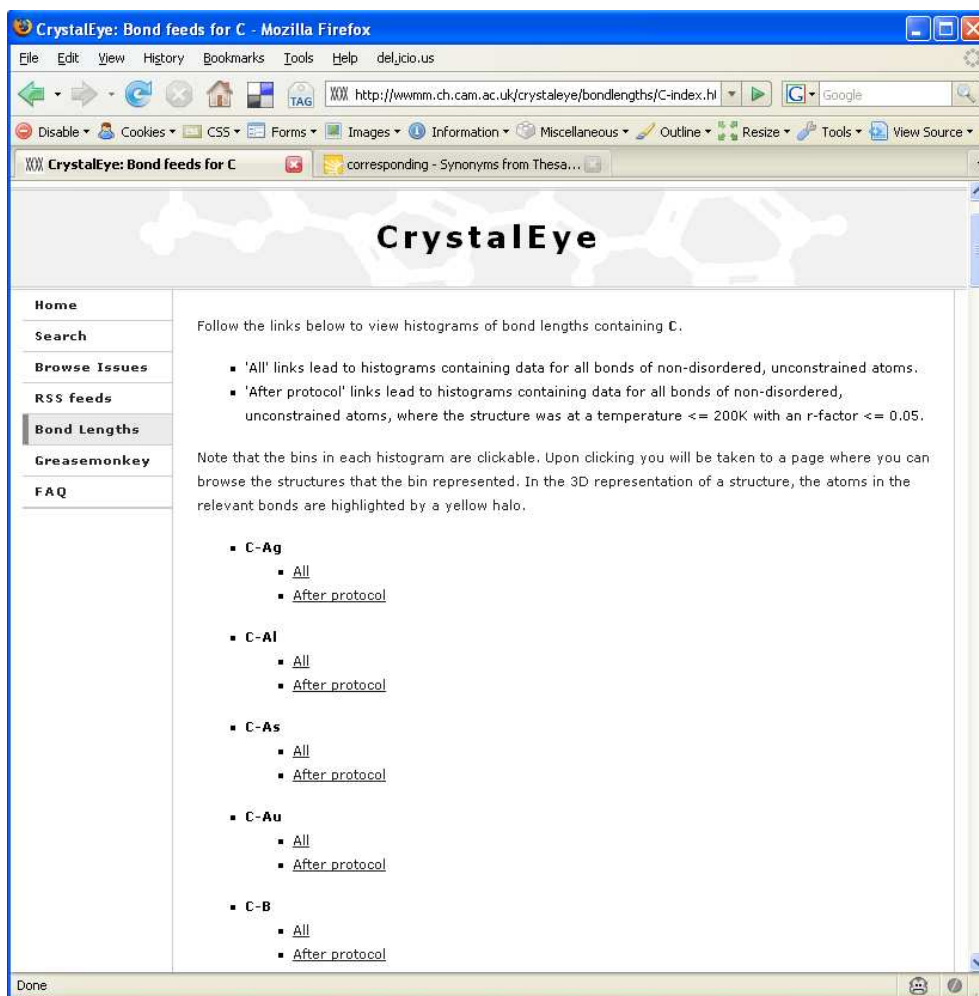 CrystalEye: Bond feeds for C - Mozilla Firefox
File Edit View History Bookmarks Tools Help del.icio.us
TAG http://wwmm.ch.cam.ac.uk/crystaleye/bondlengths/C-index.ht G Google
Disable Cookies CSS Forms Images Information Miscellaneous Outline Resize Tools View Source
CrystalEye: Bond feeds for C corresponding - Synonyms from Thesa...
CrystalEye
Home
Search
Browse Issues
RSS feeds
Bond Lengths
Greasemonkey
FAQ
Follow the links below to view histograms of bond lengths containing C.
'All' links lead to histograms containing data for all bonds of non-disordered, unconstrained atoms.
'After protocol' links lead to histograms containing data for all bonds of non-disordered,
unconstrained atoms, where the structure was at a temperature <= 200K with an r-factor <= 0.05.
Note that the bins in each histogram are clickable. Upon clicking you will be taken to a page where you can
browse the structures that the bin represented. In the 3D representation of a structure, the atoms in the
relevant bonds are highlighted by a yellow halo.
C-Ag
All
After protocol
C-Al
All
After protocol
C-As
All
After protocol
C-Au
All
After protocol
C-B
All
After protocol
Done